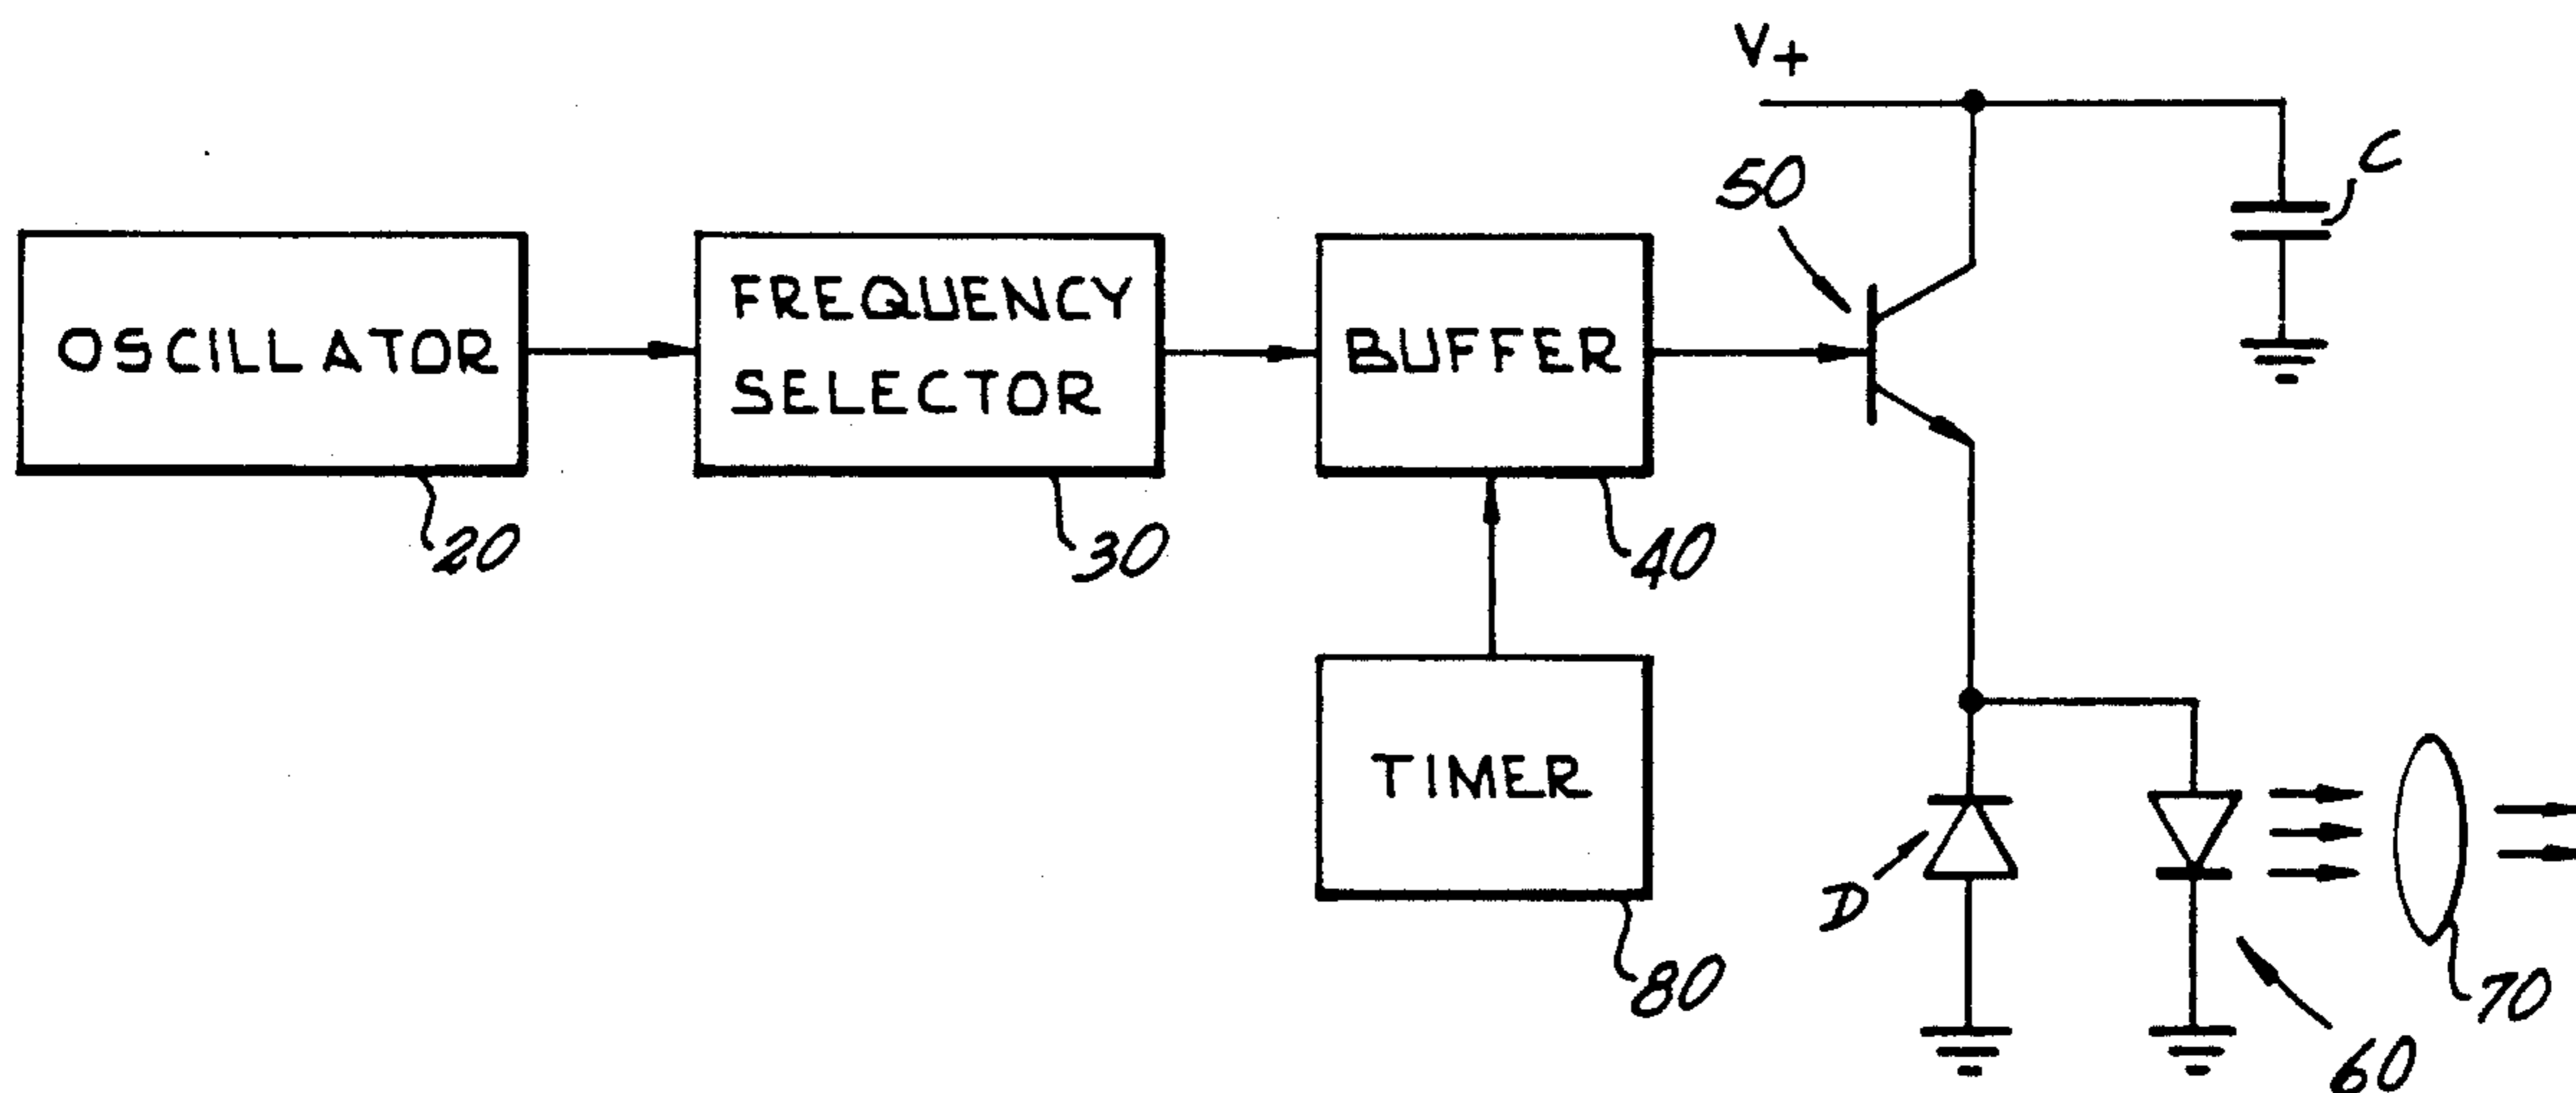 V+
C
50
OSCILLATOR
FREQUENCY
SELECTOR
BUFFER
20
30
40
TIMER
D
80
70
60